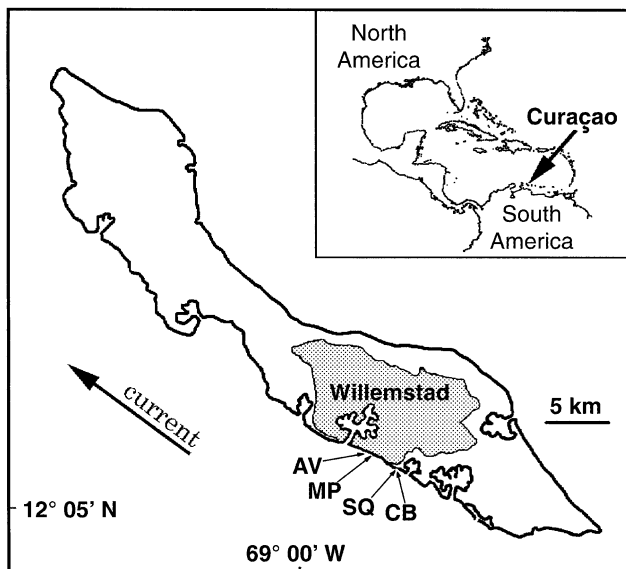 North
America
Curaçao
South
America
Willemstad
5 km
current
AV
MP
SQ CB
12° 05' N
69° 00' W